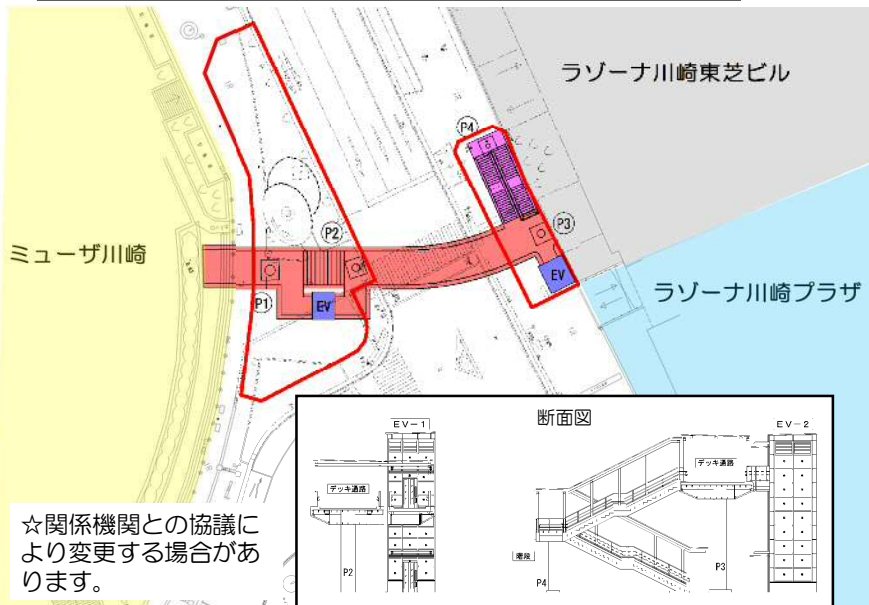 ラゾーナ川崎東芝ビル
P4
P2
P3
ミューザ川崎
EV
ラゾーナ川崎プラザ
P1
EV
断面図
EV-1
EV-2
デッキ通路
デッキ通路
階段
P2
P4
P3
☆関係機関との協議に
より変更する場合があ
ります。